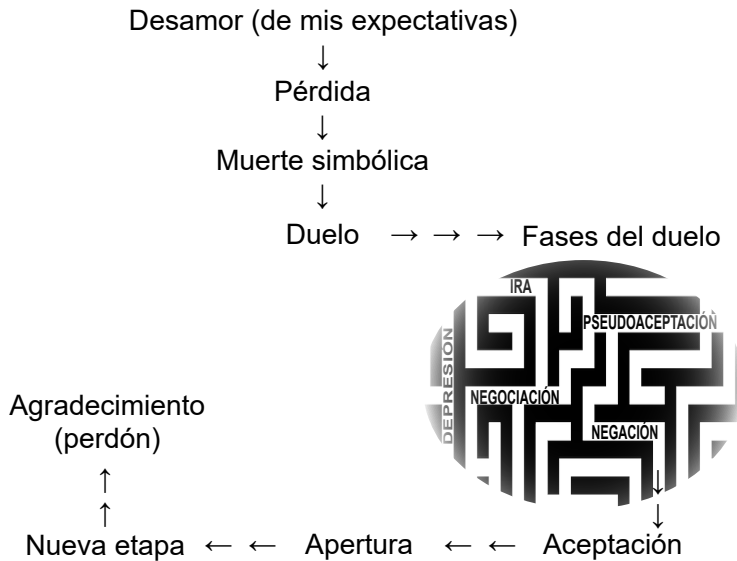 Desamor (de mis expectativas)
↓
Pérdida
↓
Muerte simbólica
↓
Duelo → → → Fases del duelo
IRA
PSEUDOACEPTACIÓN
DEPRESIÓN
NEGOCIACIÓN
NEGACIÓN
↓
↓
Aceptación
← ←
Apertura
← ←
Nueva etapa
↑
↑
Agradecimiento
(perdón)